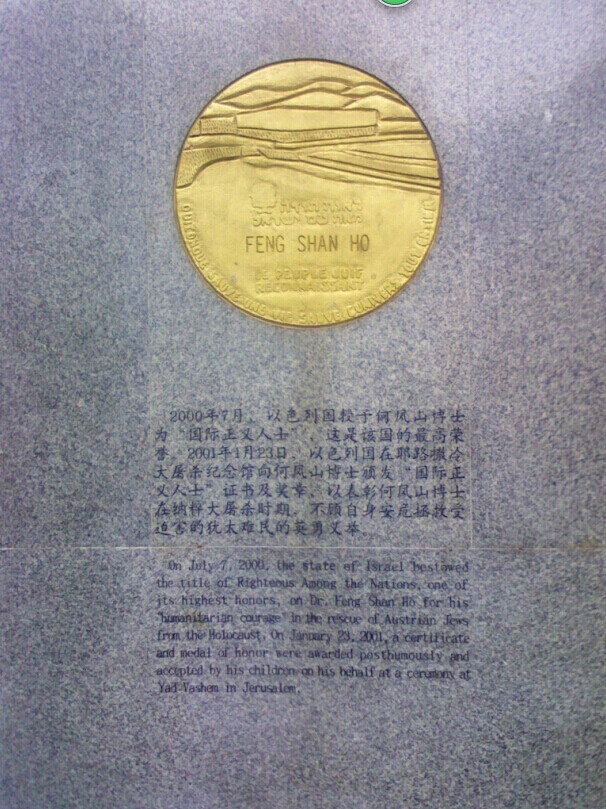 FENG SHAN HO
LE PEUPLE JUIF
RECONNAISSANT
2000年7月，以色列国授予何凤山博士
为“国际正义人士”，这是该国的最高荣
誉。2001年1月23日，以色列国在耶路撒冷
大屠杀纪念馆向何凤山博士颁发“国际正
义人士”证书及奖章，以表彰何凤山博士
在纳粹大屠杀时期，不顾自身安危拯救受
迫害的犹太难民的英勇义举。
On July 7, 2000, the state of Israel bestowed
the title of Righteous Among the Nations, one of
its highest honors, on Dr. Feng Shan Ho for his
"humanitarian courage" in the rescue of Austrian Jews
from the Holocaust. On January 23, 2001, a certificate
and medal of honor were awarded posthumously and
accepted by his children on his behalf at a ceremony at
Yad Vashem in Jerusalem.